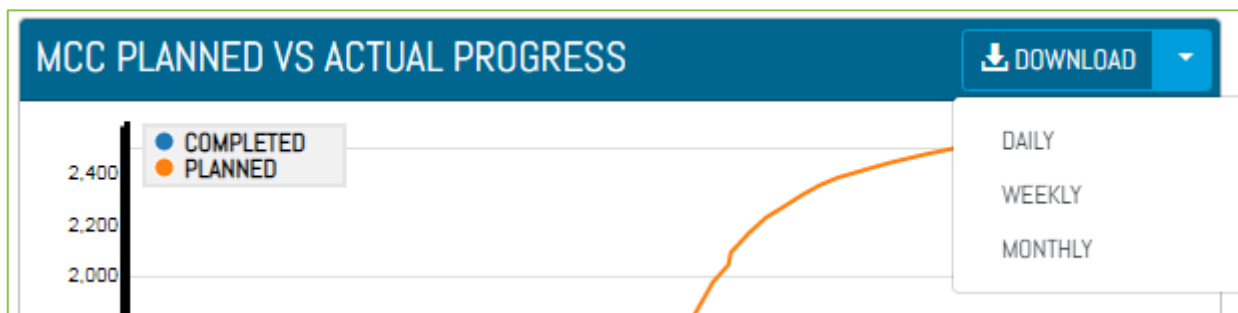 MCC PLANNED VS ACTUAL PROGRESS
DOWNLOAD
COMPLETED
PLANNED
DAILY
WEEKLY
MONTHLY
2,400
2,200
2,000